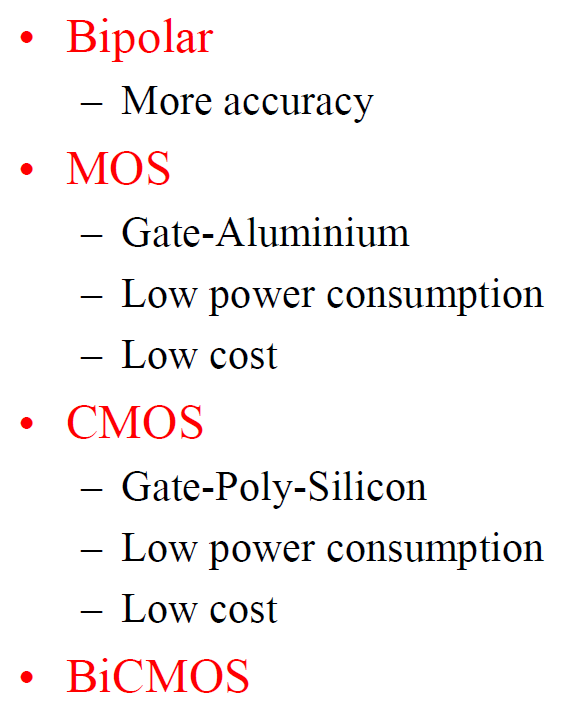 • Bipolar
– More accuracy
• MOS
– Gate-Aluminium
– Low power consumption
– Low cost
• CMOS
– Gate-Poly-Silicon
– Low power consumption
– Low cost
• BiCMOS